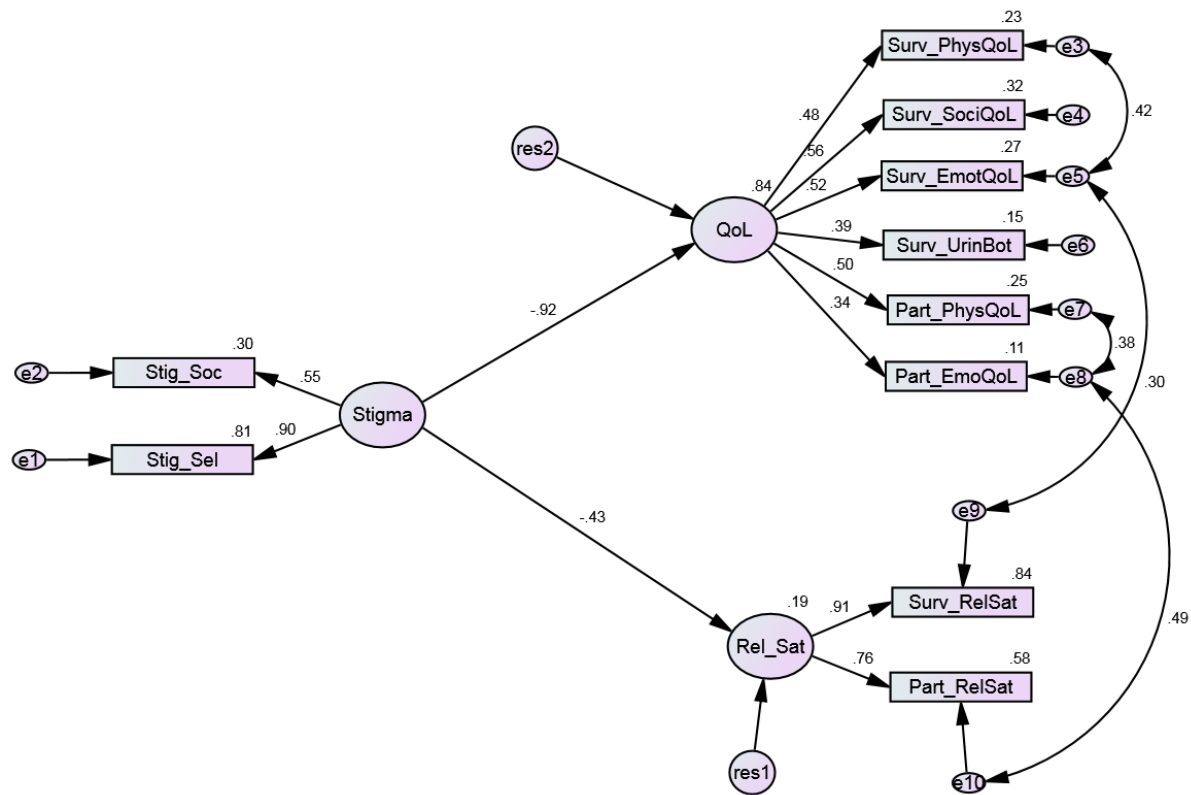 .23
Surv_PhysQoL
e3
.32
.48
Surv_SociQoL
e4
.42
res2
.56
.27
.84
.52
Surv_EmotQoL
e5
QoL
.39
.15
Surv_UrinBot
e6
.50
.25
-.92
.34
Part_PhysQoL
e7
.30
.11
.38
e2
Stig_Soc
.55
Part_EmoQoL
e8
.30
Stigma
.81
.90
e1
Stig_Sel
-.43
e9
.84
.19
.91
Surv_RelSat
.49
Rel_Sat
.76
.58
Part_RelSat
res1
e10